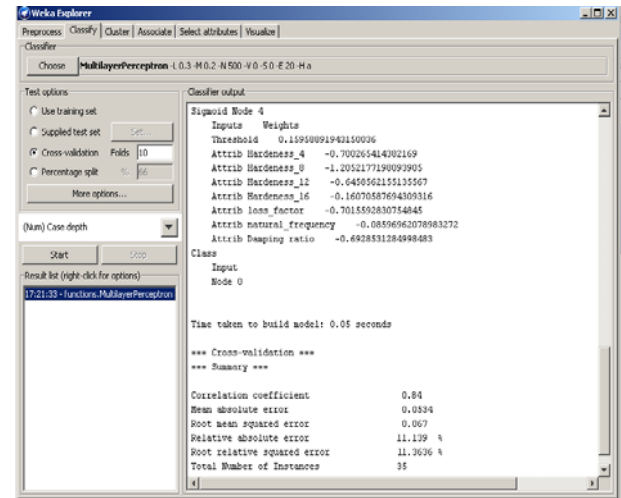 Weka Explorer
Preprocess Classify Cluster Associate Select attributes Visualize
Classifier
Choose MultilayerPerceptron -L 0.3 -M 0.2 -N 500 -V 0 -S 0 -E 20 -H a
Test options
Use training set
Supplied test set Set...
Cross-validation Folds 10
Percentage split % 66
More options...
(Num) Case depth
Start Stop
Result list (right-click for options)
17:21:33 - functions.MultilayerPerceptron
Classifier output
Sigmoid Node 4
Inputs Weights
Threshold 0.15950891943150036
Attrib Hardeness_4 -0.700265414302169
Attrib Hardeness_8 -1.2052177198093905
Attrib Hardeness_12 -0.6450562155135567
Attrib Hardeness_16 -0.16070587694309316
Attrib loss_factor -0.7015592830754845
Attrib natural_frequency -0.08596962078983272
Attrib Damping ratio -0.6928531284998483
Class
Input
Node 0
Time taken to build model: 0.05 seconds
=== Cross-validation ===
=== Summary ===
Correlation coefficient 0.84
Mean absolute error 0.0534
Root mean squared error 0.067
Relative absolute error 11.139 %
Root relative squared error 11.3636 %
Total Number of Instances 35